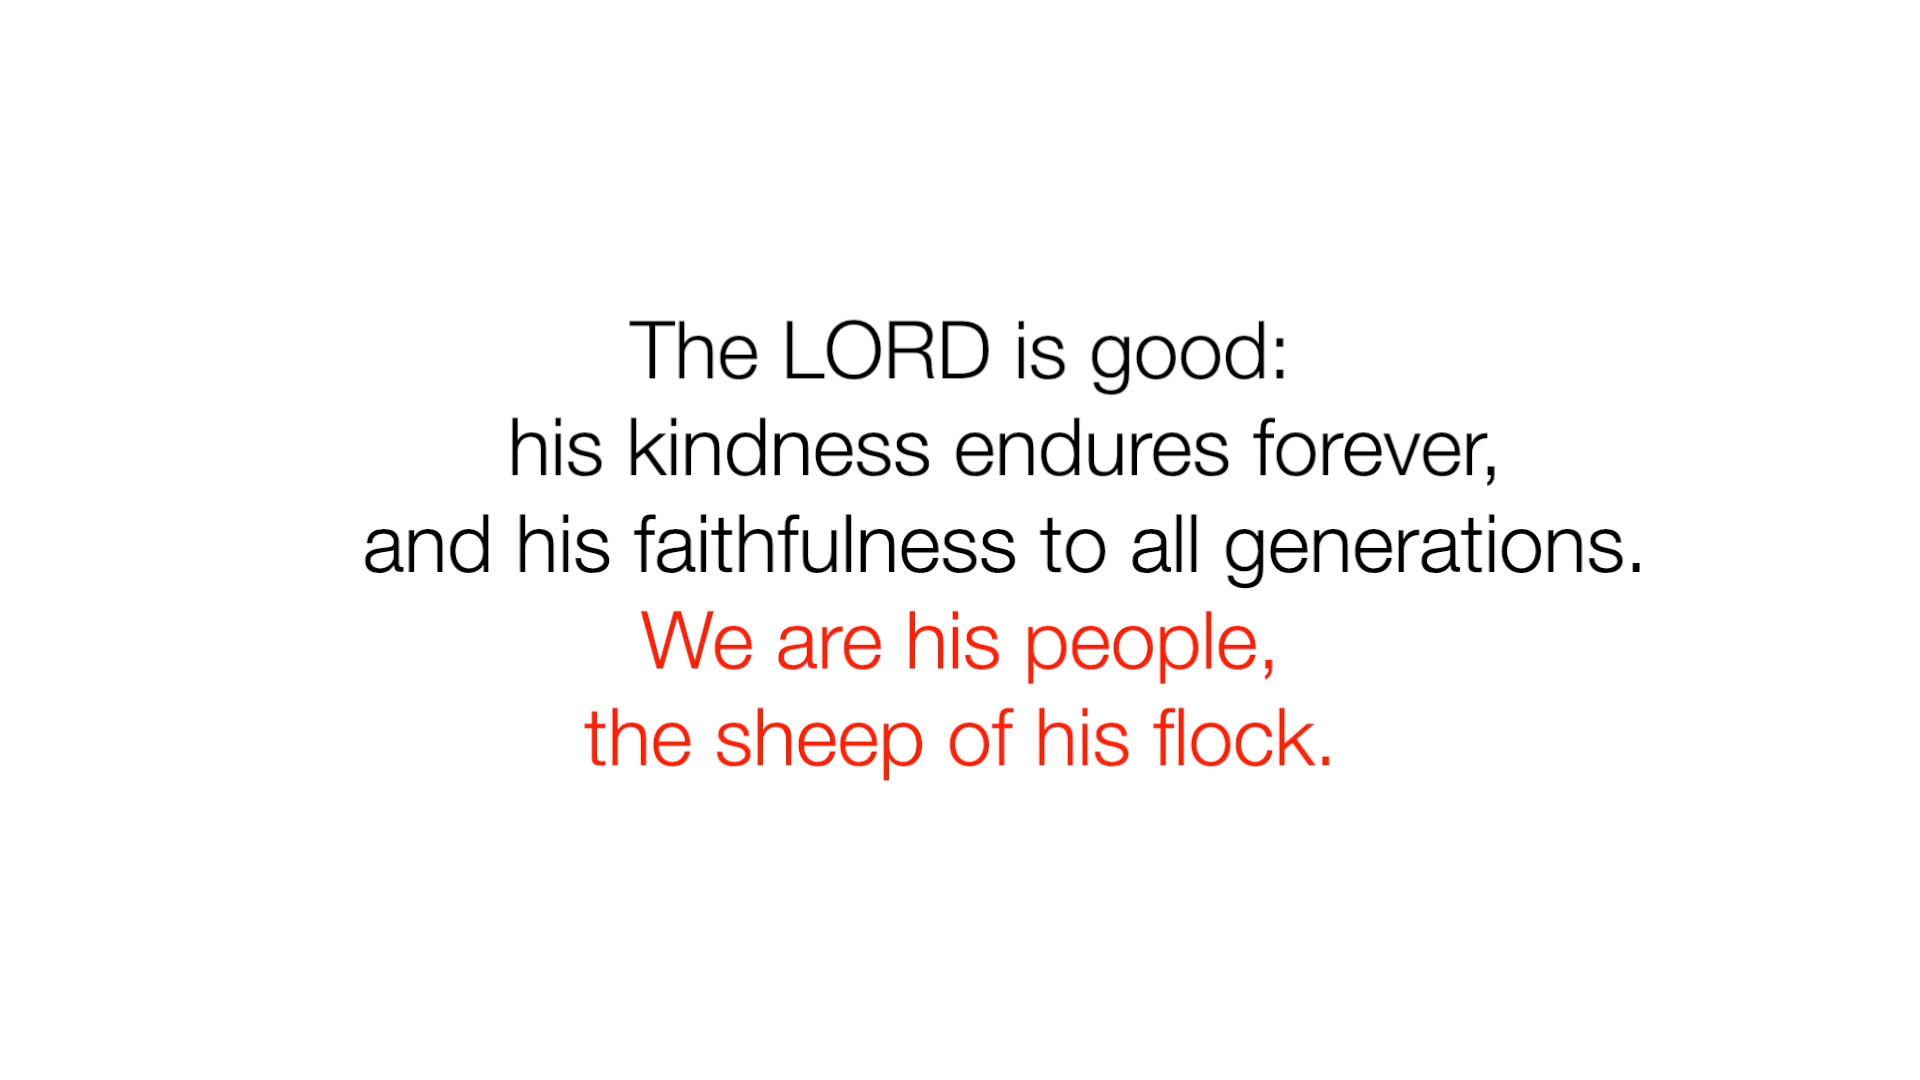 The LORD is good:
his kindness endures forever,
and his faithfulness to all generations.
We are his people,
the sheep of his flock.